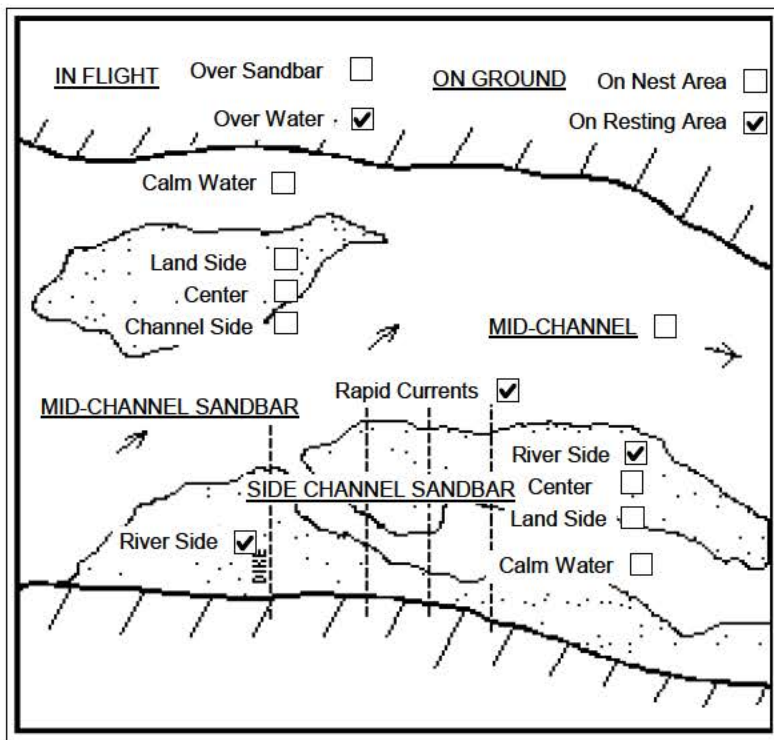 IN FLIGHT Over Sandbar ON GROUND On Nest Area
Over Water On Resting Area
Calm Water
Land Side
Center
Channel Side
MID-CHANNEL
Rapid Currents
MID-CHANNEL SANDBAR
River Side
SIDE CHANNEL SANDBAR Center
Land Side
River Side
DIKE
Calm Water